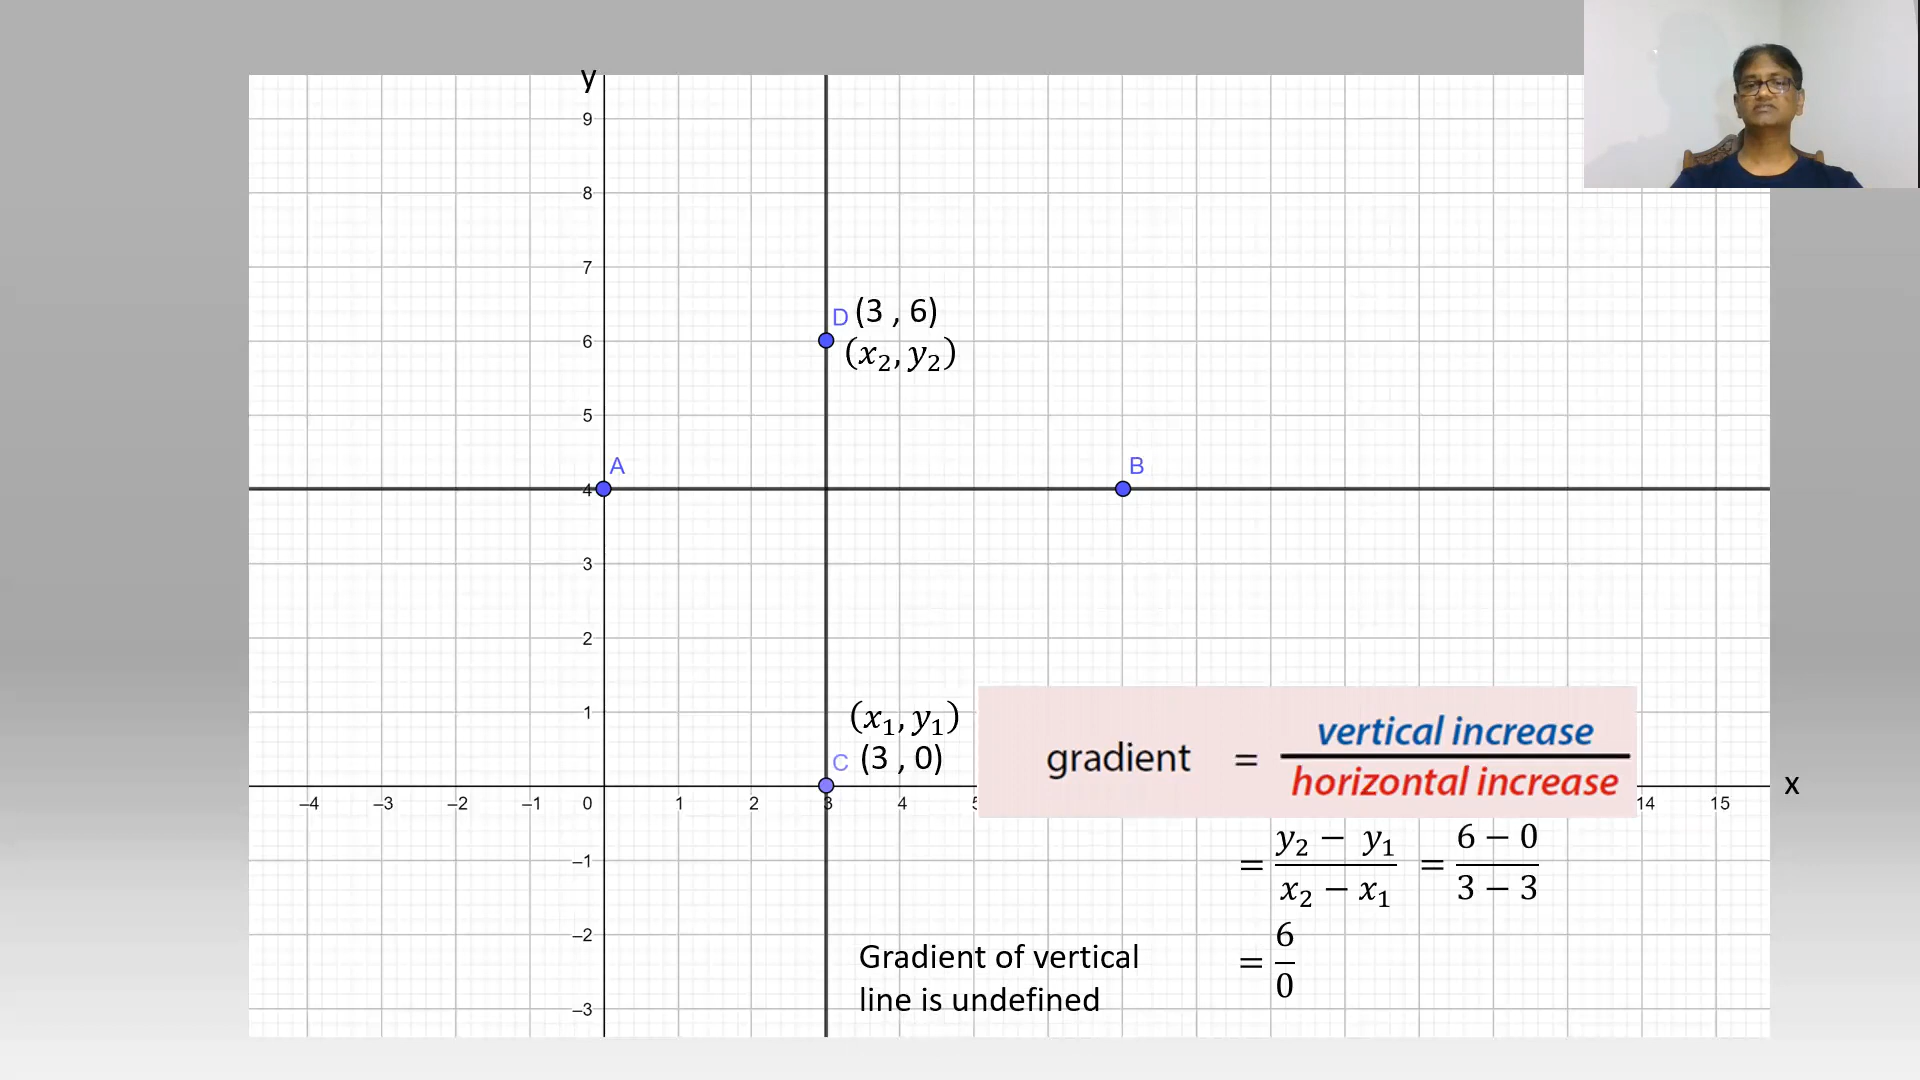 y
9
8
7
D (3 , 6)
6
(x₂, y₂)
5
A
B
4
3
2
(x₁, y₁)
1
C (3 , 0)
gradient = vertical increase / horizontal increase
x
–4 –3 –2 –1 0 1 2 3 4 14 15
= (y₂ − y₁)/(x₂ − x₁) = (6 − 0)/(3 − 3)
–1
–2
= 6/0
Gradient of vertical
line is undefined
–3